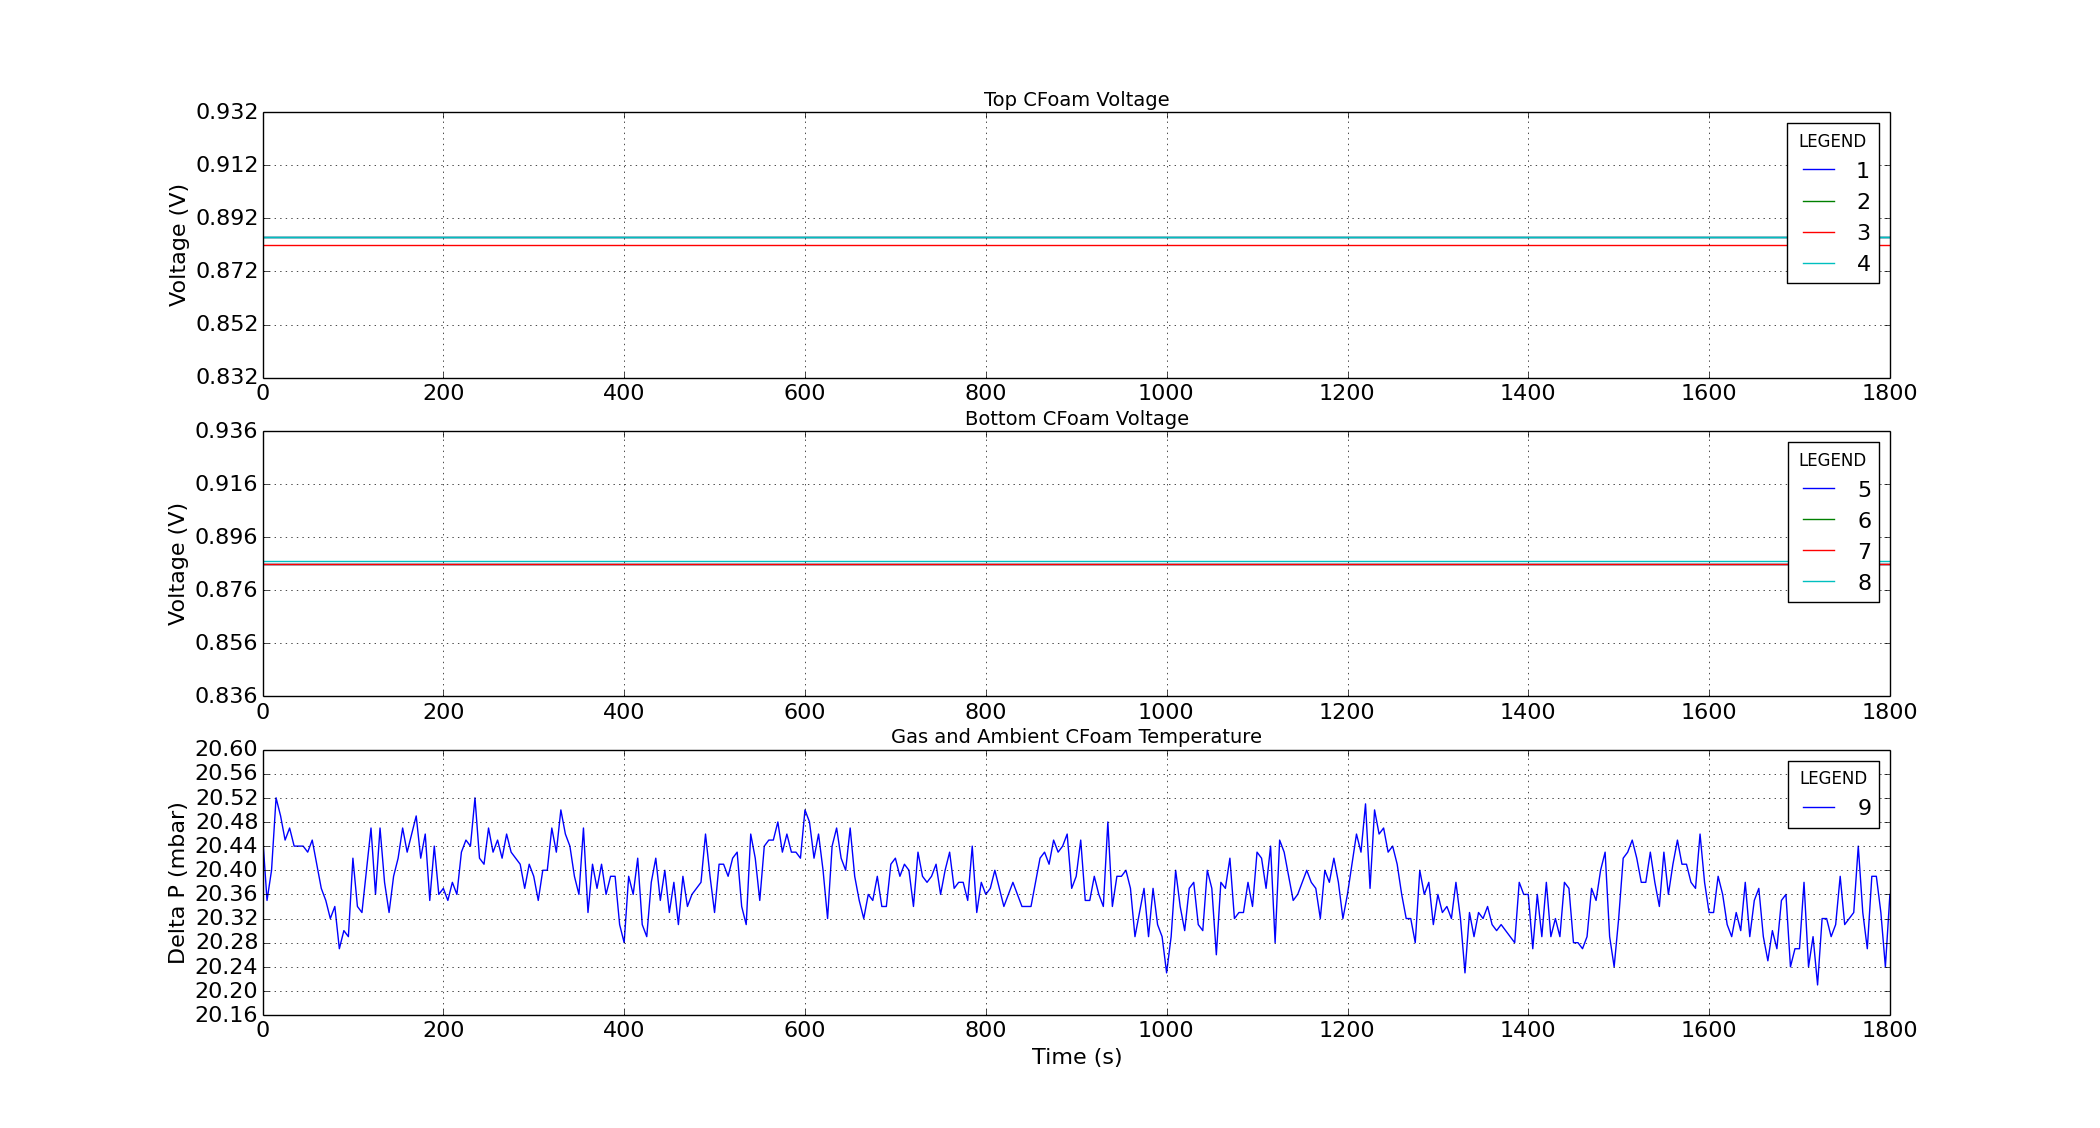 Top CFoam Voltage
0.932
0.912
0.892
0.872
0.852
0.832
Voltage (V)
LEGEND
1
2
3
4
0 200 400 600 800 1000 1200 1400 1600 1800
Bottom CFoam Voltage
0.936
0.916
0.896
0.876
0.856
0.836
Voltage (V)
LEGEND
5
6
7
8
0 200 400 600 800 1000 1200 1400 1600 1800
Gas and Ambient CFoam Temperature
20.60
20.56
20.52
20.48
20.44
20.40
20.36
20.32
20.28
20.24
20.20
20.16
Delta P (mbar)
LEGEND
9
0 200 400 600 800 1000 1200 1400 1600 1800
Time (s)